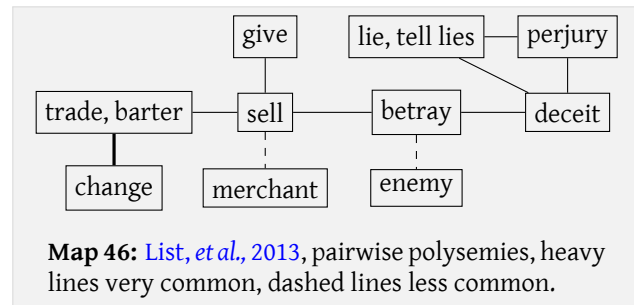 give
lie, tell lies
perjury
trade, barter
sell
betray
deceit
change
merchant
enemy
Map 46: List, et al., 2013, pairwise polysemies, heavy
lines very common, dashed lines less common.